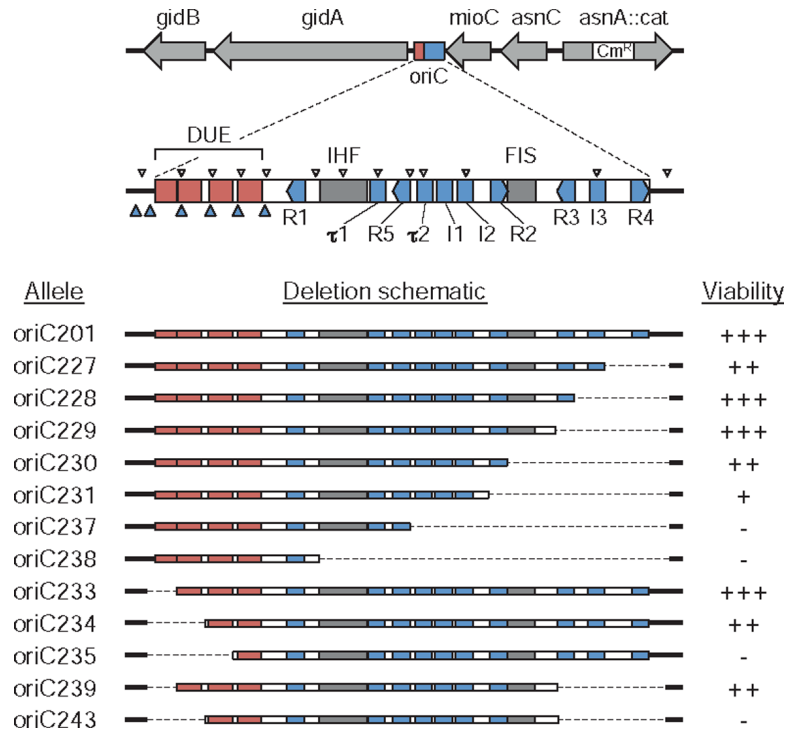 gidB gidA mioC asnC asnA::cat
Cmᴿ
oriC
DUE IHF FIS
R1 τ1 R5 τ2 I1 I2 R2 R3 I3 R4
Allele Deletion schematic Viability
oriC201 +++
oriC227 ++
oriC228 +++
oriC229 +++
oriC230 ++
oriC231 +
oriC237 -
oriC238 -
oriC233 +++
oriC234 ++
oriC235 -
oriC239 ++
oriC243 -